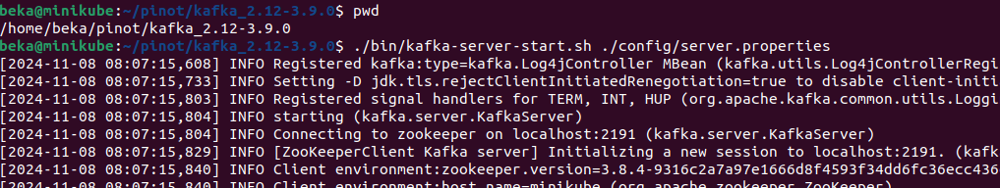 beka@minikube:~/pinot/kafka_2.12-3.9.0$ pwd
/home/beka/pinot/kafka_2.12-3.9.0
beka@minikube:~/pinot/kafka_2.12-3.9.0$ ./bin/kafka-server-start.sh ./config/server.properties
[2024-11-08 08:07:15,608] INFO Registered kafka:type=kafka.Log4jController MBean (kafka.utils.Log4jControllerRegi
[2024-11-08 08:07:15,733] INFO Setting -D jdk.tls.rejectClientInitiatedRenegotiation=true to disable client-initi
[2024-11-08 08:07:15,803] INFO Registered signal handlers for TERM, INT, HUP (org.apache.kafka.common.utils.Loggi
[2024-11-08 08:07:15,804] INFO starting (kafka.server.KafkaServer)
[2024-11-08 08:07:15,804] INFO Connecting to zookeeper on localhost:2191 (kafka.server.KafkaServer)
[2024-11-08 08:07:15,829] INFO [ZooKeeperClient Kafka server] Initializing a new session to localhost:2191. (kafk
[2024-11-08 08:07:15,840] INFO Client environment:zookeeper.version=3.8.4-9316c2a7a97e1666d8f4593f34dd6fc36ecc436
[2024-11-08 08:07:15,840] INFO Client environment:host.name=minikube (org.apache.zookeeper.ZooKeeper)